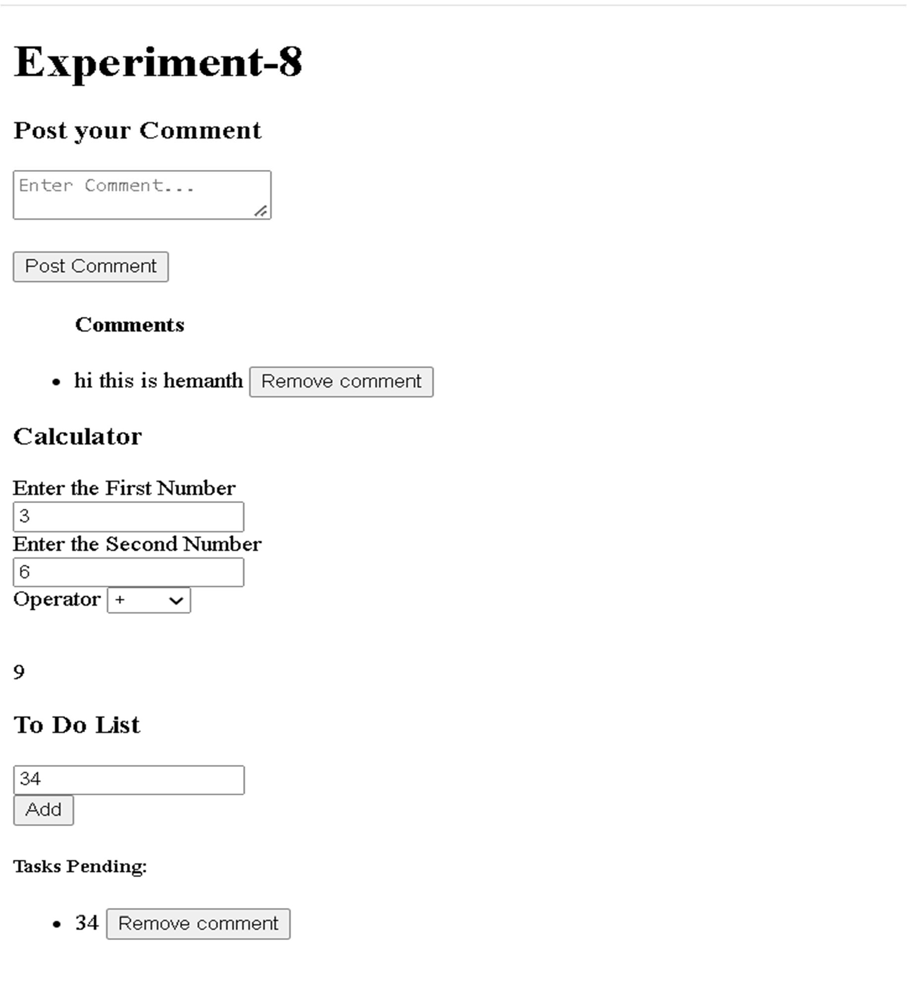 Experiment-8
Post your Comment
Enter Comment...
Post Comment
Comments
hi this is hemanth Remove comment
Calculator
Enter the First Number
3
Enter the Second Number
6
Operator +
9
To Do List
34
Add
Tasks Pending:
34 Remove comment